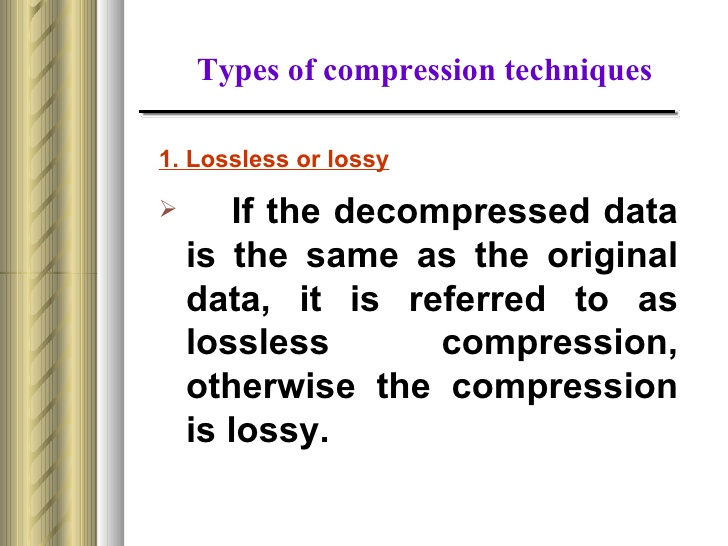 Types of compression techniques
1. Lossless or lossy
If the decompressed data
is the same as the original
data, it is referred to as
lossless compression,
otherwise the compression
is lossy.